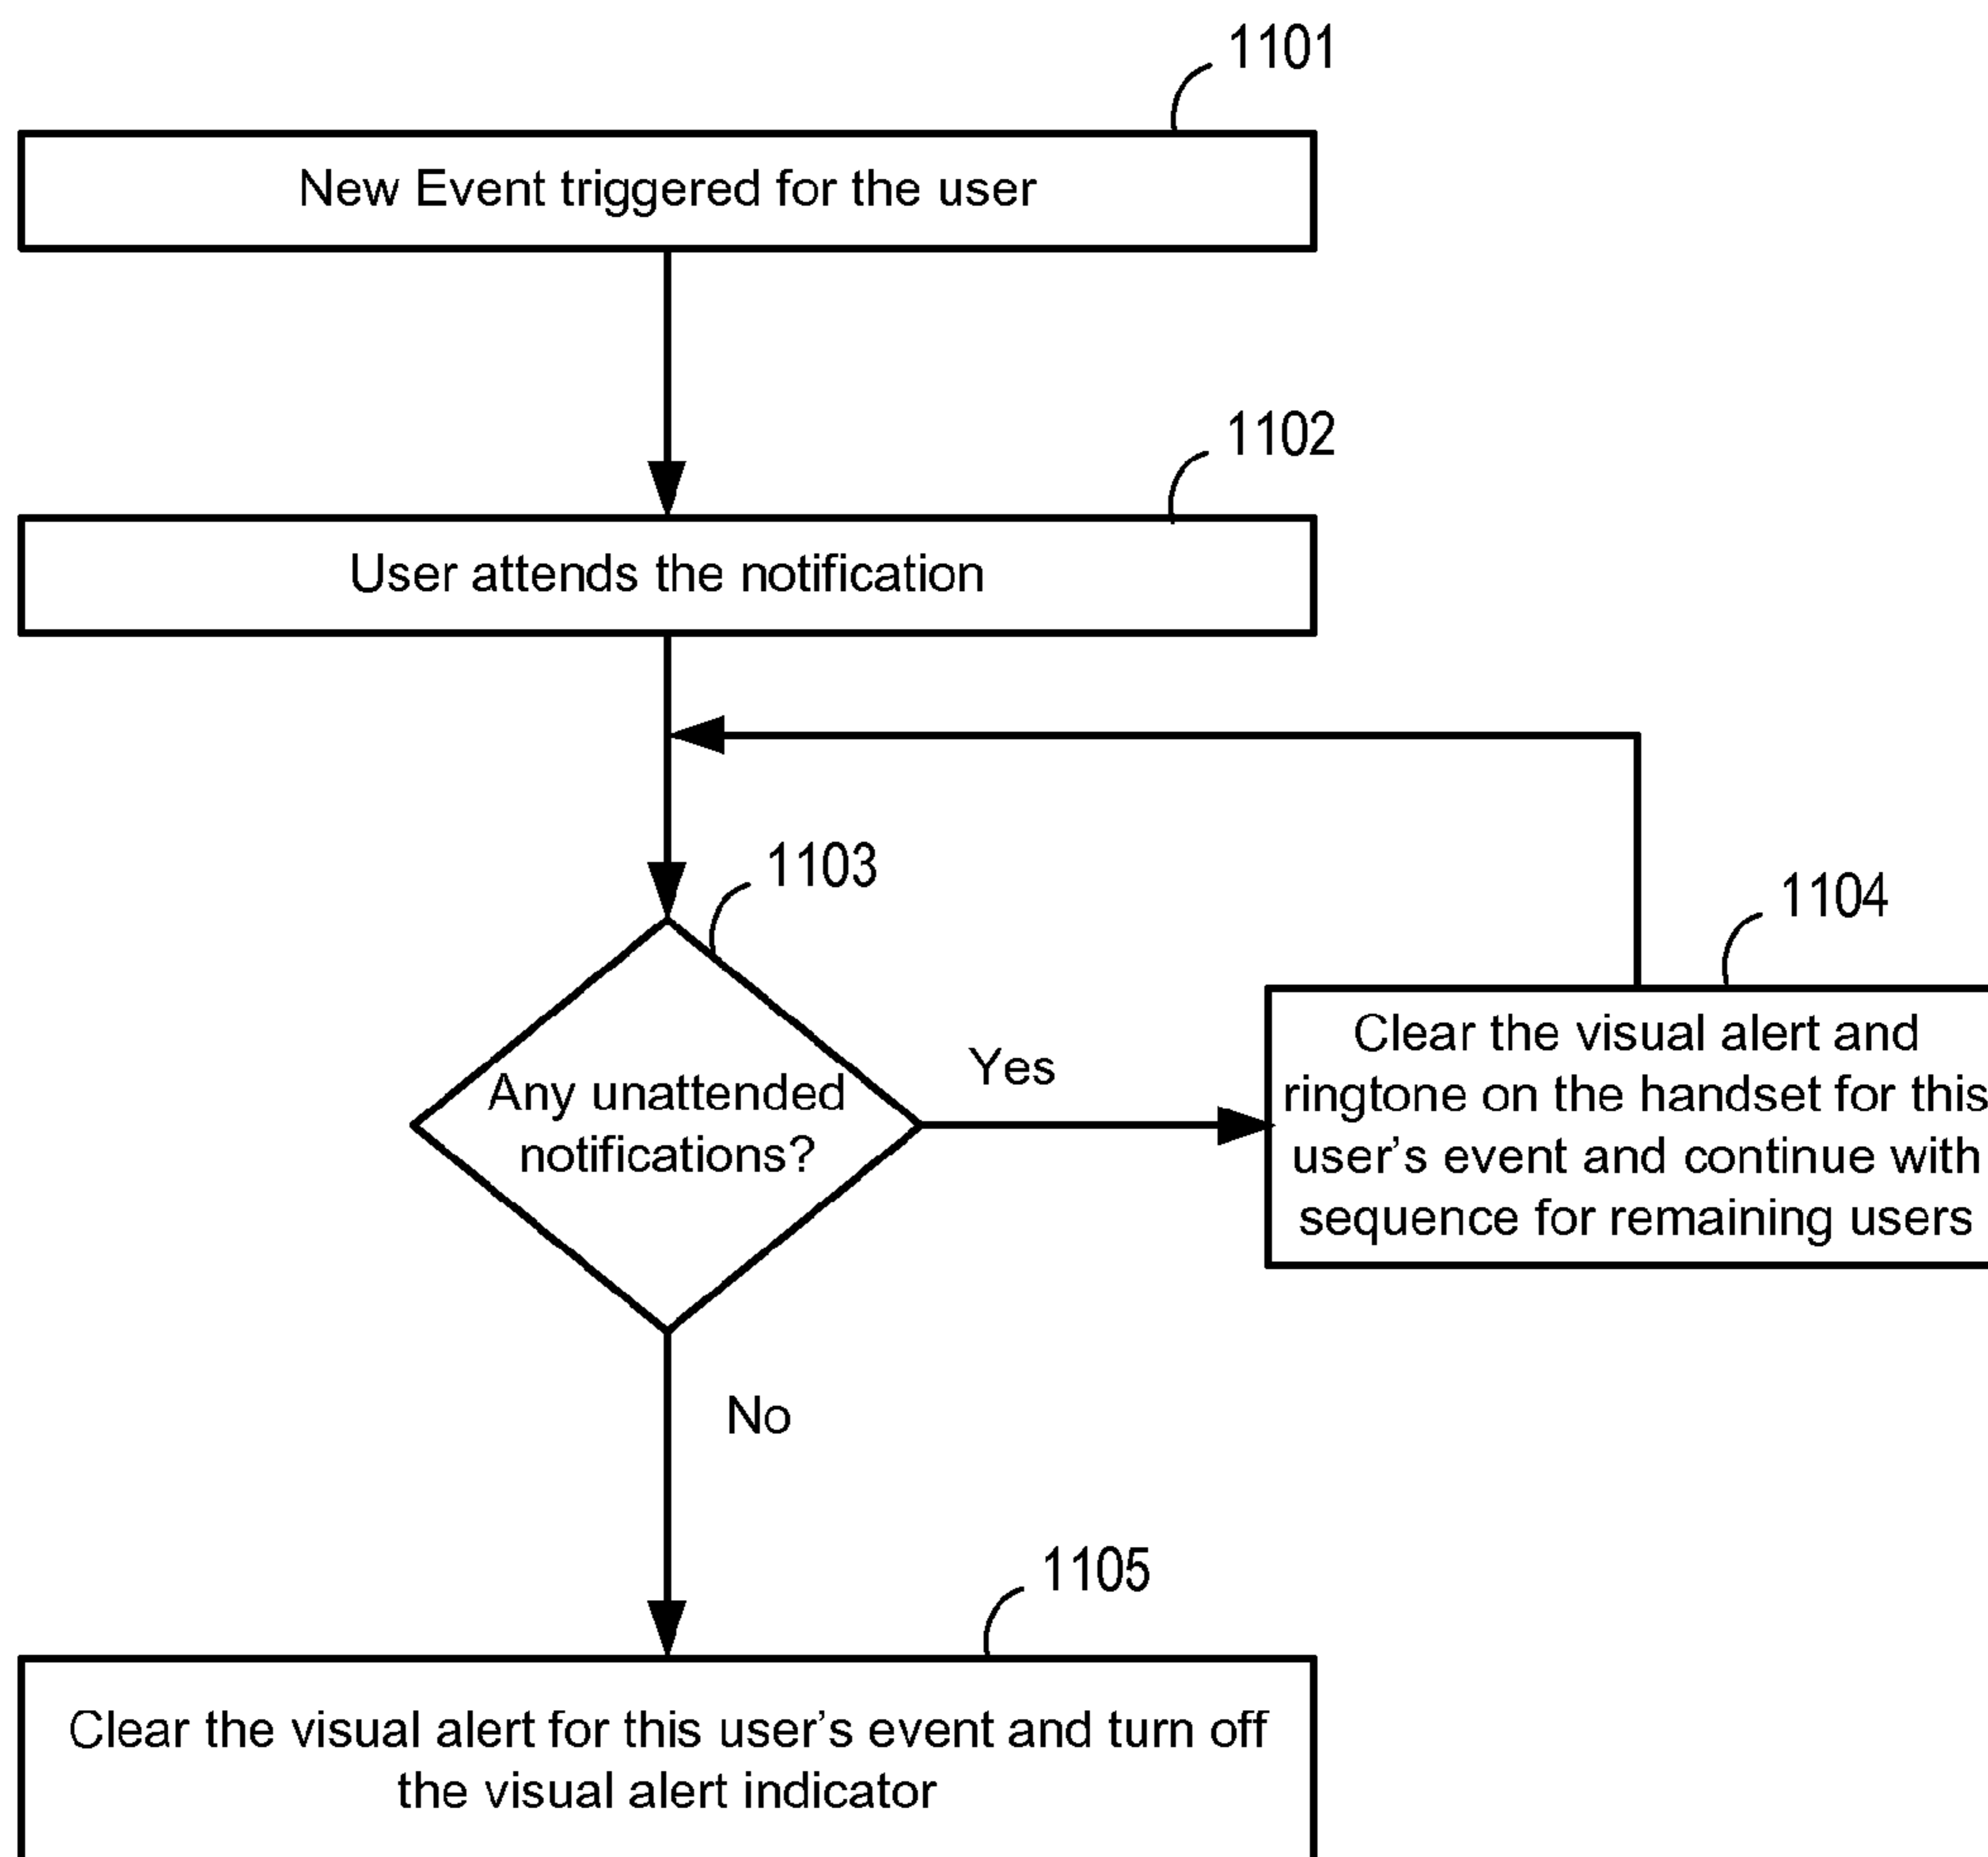 1101
New Event triggered for the user
1102
User attends the notification
1103
Any unattended
notifications?
Yes
1104
Clear the visual alert and
ringtone on the handset for this
user’s event and continue with
sequence for remaining users
No
1105
Clear the visual alert for this user’s event and turn off
the visual alert indicator